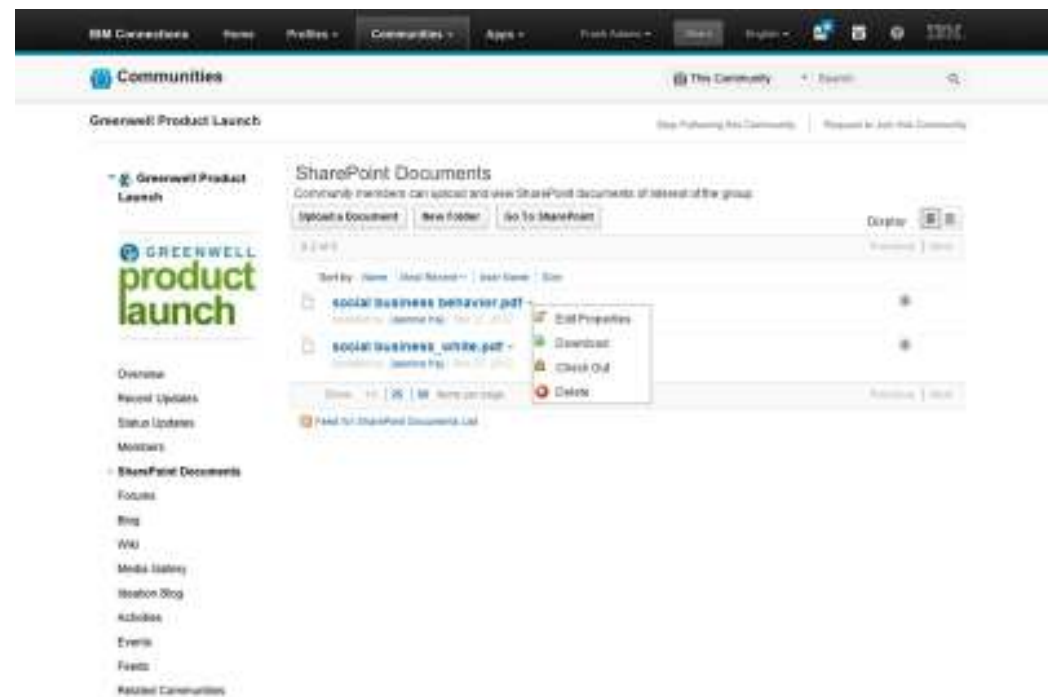 IBM Connections Home Profiles Communities Apps Frank Adams Share English IBM
Communities
This Community Search
Greenwell Product Launch
Stop Following this Community Request to Join this Community
Greenwell Product
Launch
GREENWELL
product
launch
Overview
Recent Updates
Status Updates
Members
SharePoint Documents
Forums
Blog
Wiki
Media Gallery
Ideation Blog
Activities
Events
Feeds
Related Communities
SharePoint Documents
Community members can upload and view SharePoint documents of interest of the group.
Upload a Document New Folder Go To SharePoint
Display
Previous Next
Sort by: Name Most Recent User Name Size
social business behavior.pdf
social business_white.pdf
Edit Properties
Download
Check Out
Delete
Show: 25 50 items per page
Previous Next
Feed for SharePoint Documents List